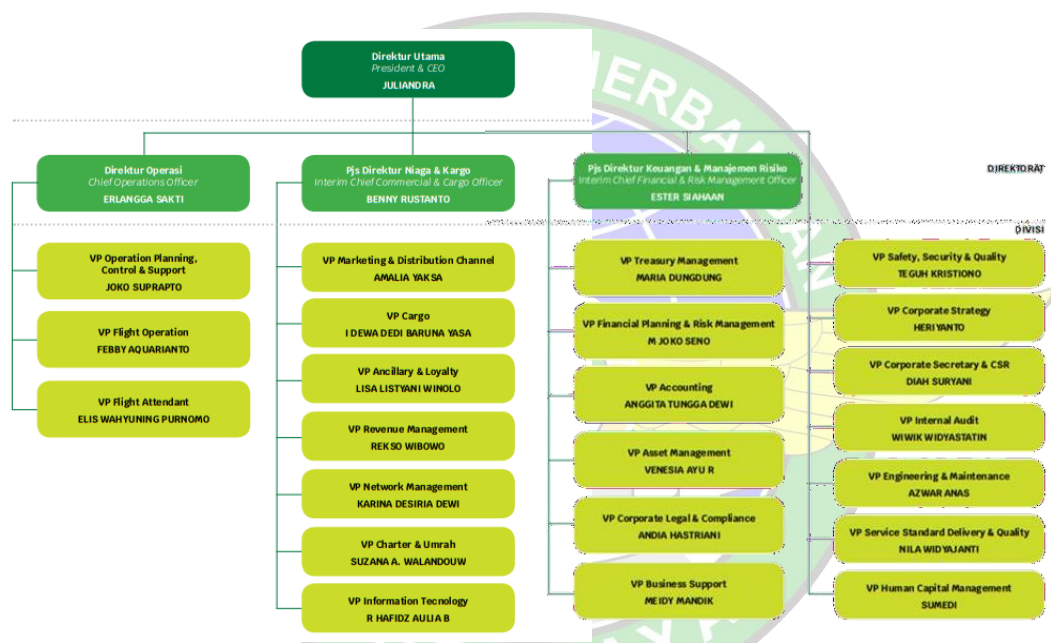 Direktur Utama
President & CEO
JULIANDRA
Direktur Operasi
Chief Operations Officer
ERLANGGA SAKTI
Pjs Direktur Niaga & Kargo
Interim Chief Commercial & Cargo Officer
BENNY RUSTANTO
Pjs Direktur Keuangan & Manajemen Risiko
Interim Chief Financial & Risk Management Officer
ESTER SIAHAAN
DIREKTORAT
DIVISI
VP Operation Planning,
Control & Support
JOKO SUPRAPTO
VP Flight Operation
FEBBY AQUARIANTO
VP Flight Attendant
ELIS WAHYUNING PURNOMO
VP Marketing & Distribution Channel
AMALIA YAKSA
VP Cargo
I DEWA DEDI BARUNA YASA
VP Ancillary & Loyalty
LISA LISTYANI WINOLO
VP Revenue Management
REKSO WIBOWO
VP Network Management
KARINA DESIRIA DEWI
VP Charter & Umrah
SUZANA A. WALANDOUW
VP Information Tecnology
R HAFIDZ AULIA B
VP Treasury Management
MARIA DUNGDUNG
VP Financial Planning & Risk Management
M JOKO SENO
VP Accounting
ANGGITA TUNGGA DEWI
VP Asset Management
VENESIA AYU R
VP Corporate Legal & Compliance
ANDIA HASTRIANI
VP Business Support
MEIDY MANDIK
VP Safety, Security & Quality
TEGUH KRISTIONO
VP Corporate Strategy
HERIYANTO
VP Corporate Secretary & CSR
DIAH SURYANI
VP Internal Audit
WIWIK WIDYASTATIN
VP Engineering & Maintenance
AZWAR ANAS
VP Service Standard Delivery & Quality
NILA WIDYAJANTI
VP Human Capital Management
SUMEDI